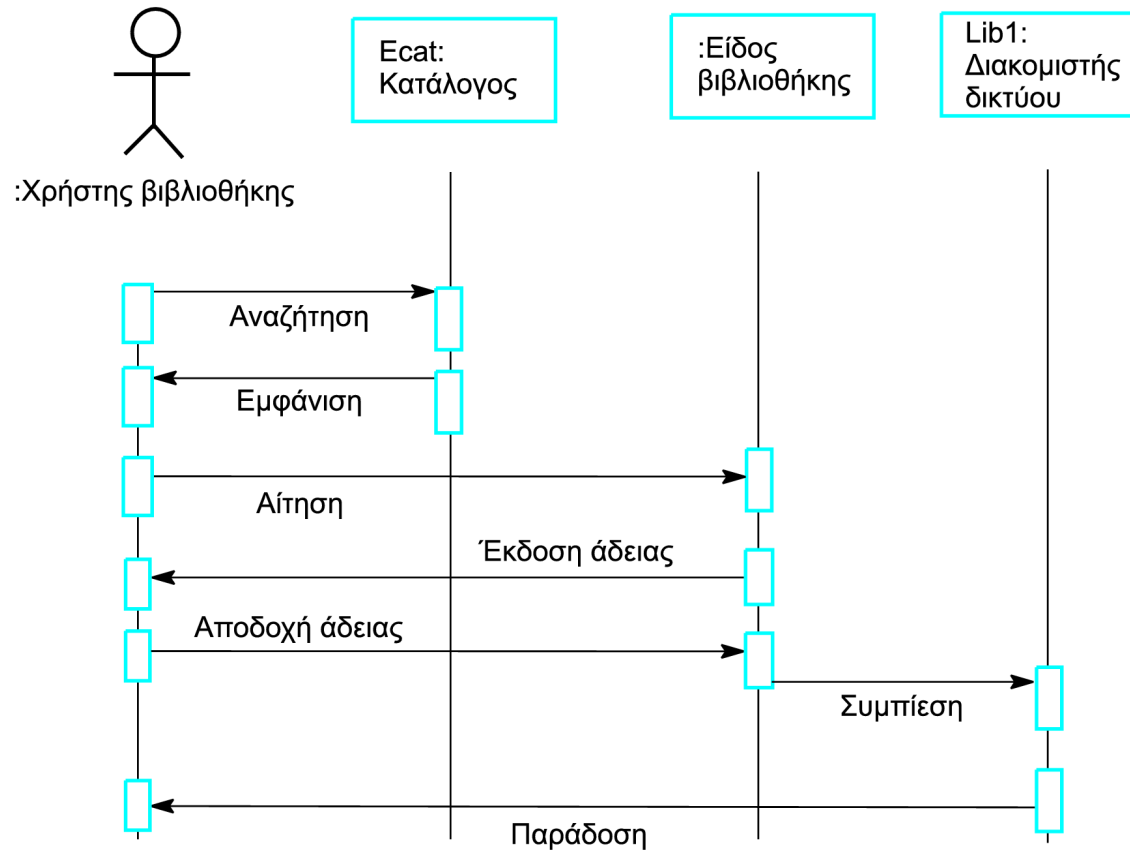 Ecat:
Κατάλογος
:Είδος
βιβλιοθήκης
Lib1:
Διακομιστής
δικτύου
:Χρήστης βιβλιοθήκης
Αναζήτηση
Εμφάνιση
Αίτηση
Έκδοση άδειας
Αποδοχή άδειας
Συμπίεση
Παράδοση